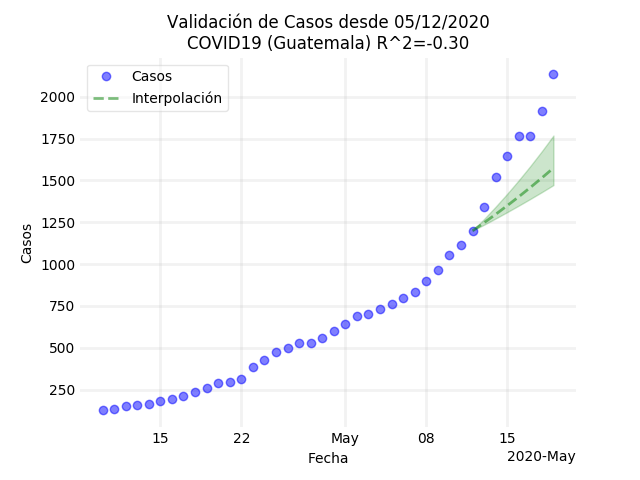 Validación de Casos desde 05/12/2020
COVID19 (Guatemala) R^2=-0.30
Casos
Interpolación
2000
1750
1500
1250
1000
750
500
250
Casos
15
22
May
08
15
Fecha
2020-May